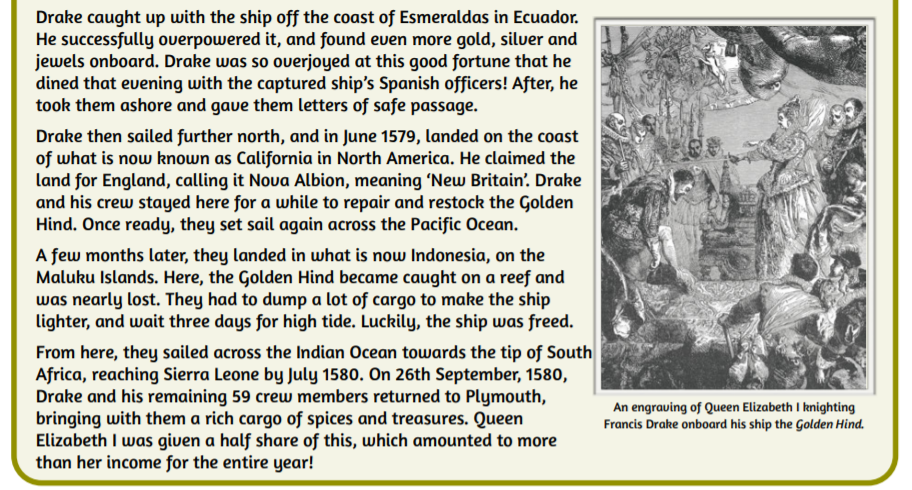 Drake caught up with the ship off the coast of Esmeraldas in Ecuador.
He successfully overpowered it, and found even more gold, silver and
jewels onboard. Drake was so overjoyed at this good fortune that he
dined that evening with the captured ship's Spanish officers! After, he
took them ashore and gave them letters of safe passage.
Drake then sailed further north, and in June 1579, landed on the coast
of what is now known as California in North America. He claimed the
land for England, calling it Nova Albion, meaning 'New Britain'. Drake
and his crew stayed here for a while to repair and restock the Golden
Hind. Once ready, they set sail again across the Pacific Ocean.
A few months later, they landed in what is now Indonesia, on the
Maluku Islands. Here, the Golden Hind became caught on a reef and
was nearly lost. They had to dump a lot of cargo to make the ship
lighter, and wait three days for high tide. Luckily, the ship was freed.
From here, they sailed across the Indian Ocean towards the tip of South
Africa, reaching Sierra Leone by July 1580. On 26th September, 1580,
Drake and his remaining 59 crew members returned to Plymouth,
bringing with them a rich cargo of spices and treasures. Queen
Elizabeth I was given a half share of this, which amounted to more
than her income for the entire year!
An engraving of Queen Elizabeth I knighting
Francis Drake onboard his ship the Golden Hind.